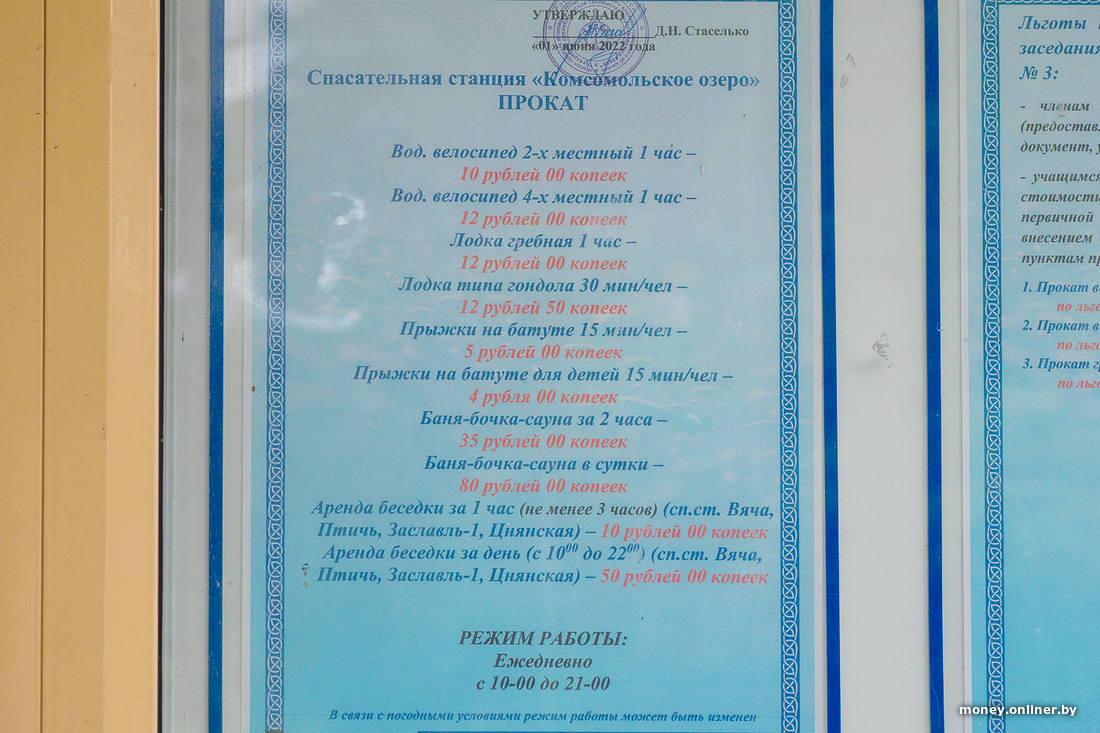 УТВЕРЖДАЮ
Д.Н. Стаселько
«01» июня 2022 года
Спасательная станция «Комсомольское озеро»
ПРОКАТ
Вод. велосипед 2-х местный 1 час –
10 рублей 00 копеек
Вод. велосипед 4-х местный 1 час –
12 рублей 00 копеек
Лодка гребная 1 час –
12 рублей 00 копеек
Лодка типа гондола 30 мин/чел –
12 рублей 50 копеек
Прыжки на батуте 15 мин/чел –
5 рублей 00 копеек
Прыжки на батуте для детей 15 мин/чел –
4 рубля 00 копеек
Баня-бочка-сауна за 2 часа –
35 рублей 00 копеек
Баня-бочка-сауна в сутки –
80 рублей 00 копеек
Аренда беседки за 1 час (не менее 3 часов) (сп.ст. Вяча,
Птичь, Заславль-1, Цнянская) – 10 рублей 00 копеек
Аренда беседки за день (с 10⁰⁰ до 22⁰⁰) (сп.ст. Вяча,
Птичь, Заславль-1, Цнянская) – 50 рублей 00 копеек
РЕЖИМ РАБОТЫ:
Ежедневно
с 10-00 до 21-00
В связи с погодными условиями режим работы может быть изменен
Льготы
заседания
№ 3:
- членам
(предостав
документ,
- учащимся
стоимости
первичной
внесением
пунктам
1. Прокат
по
2. Прокат
по
3. Прокат
по
money.onliner.by